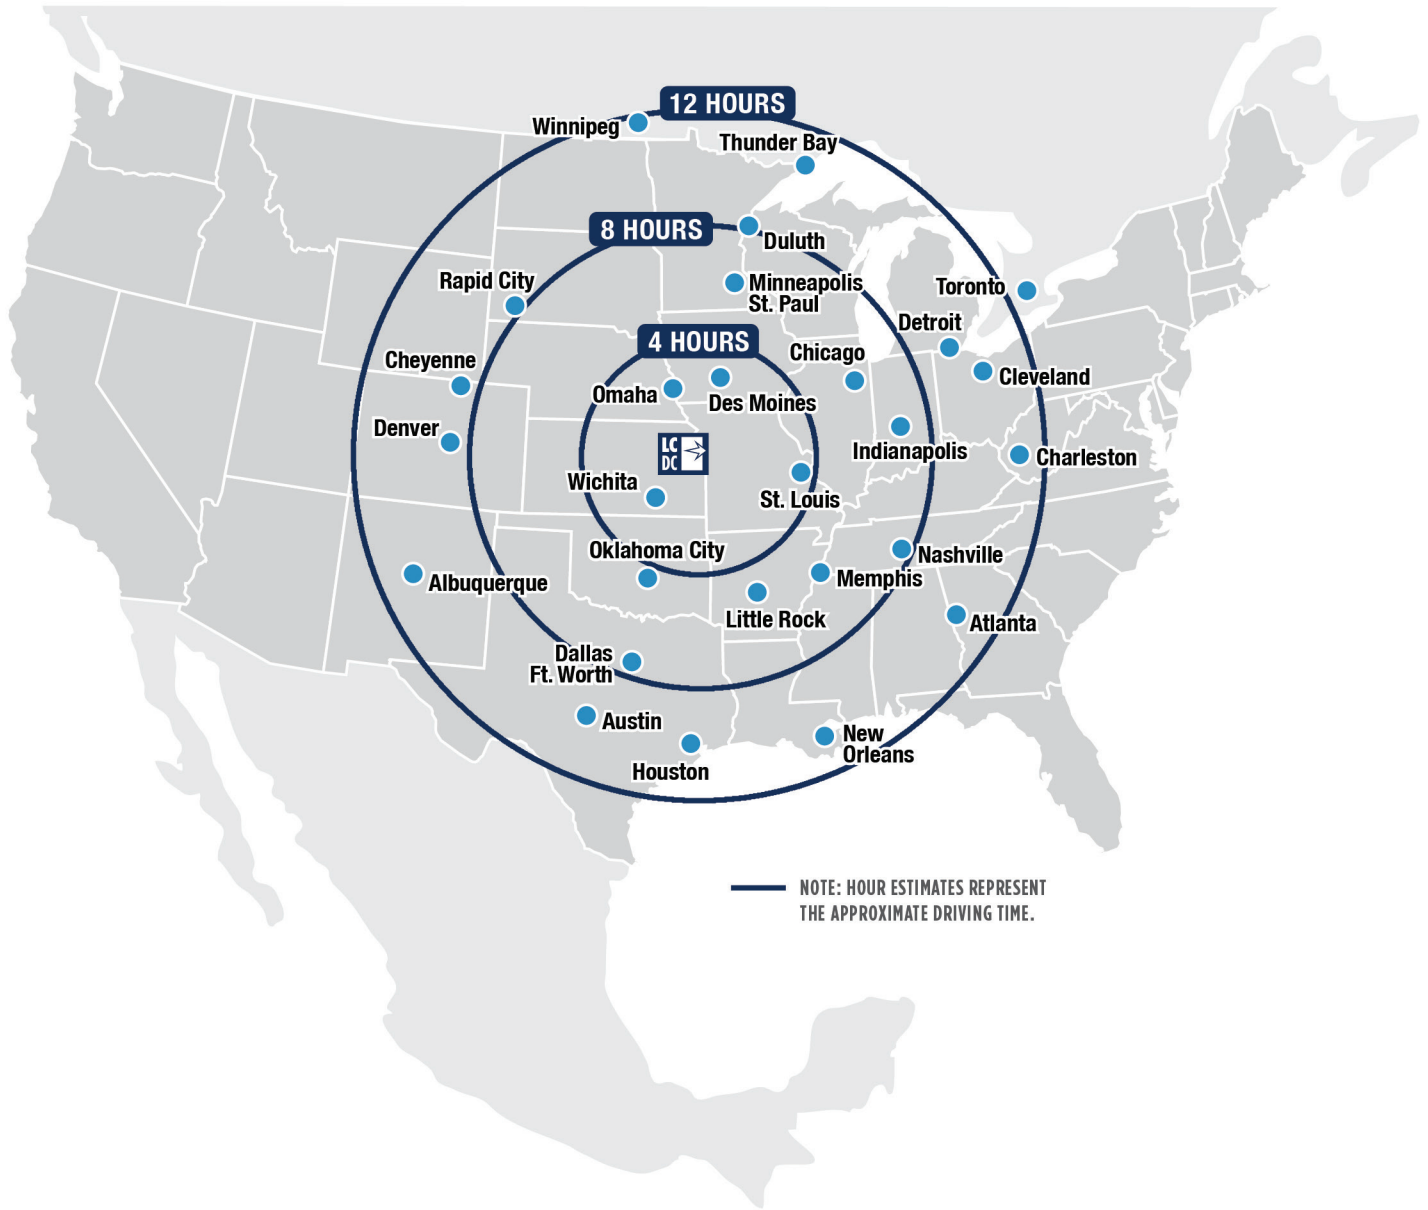 12 HOURS
Winnipeg
Thunder Bay
8 HOURS
Duluth
Rapid City
Minneapolis
St. Paul
Toronto
Detroit
4 HOURS
Chicago
Cheyenne
Cleveland
Omaha
Des Moines
Denver
LC
DC
Indianapolis
Charleston
Wichita
St. Louis
Oklahoma City
Nashville
Albuquerque
Memphis
Little Rock
Atlanta
Dallas
Ft. Worth
Austin
New
Orleans
Houston
NOTE: HOUR ESTIMATES REPRESENT
THE APPROXIMATE DRIVING TIME.